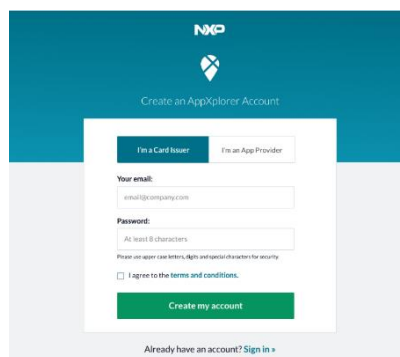 NXP
Create an AppXplorer Account
I'm a Card Issuer
I'm an App Provider
Your email:
email@company.com
Password:
At least 8 characters
Please use upper case letters, digits and special characters for security.
I agree to the terms and conditions.
Create my account
Already have an account? Sign in »